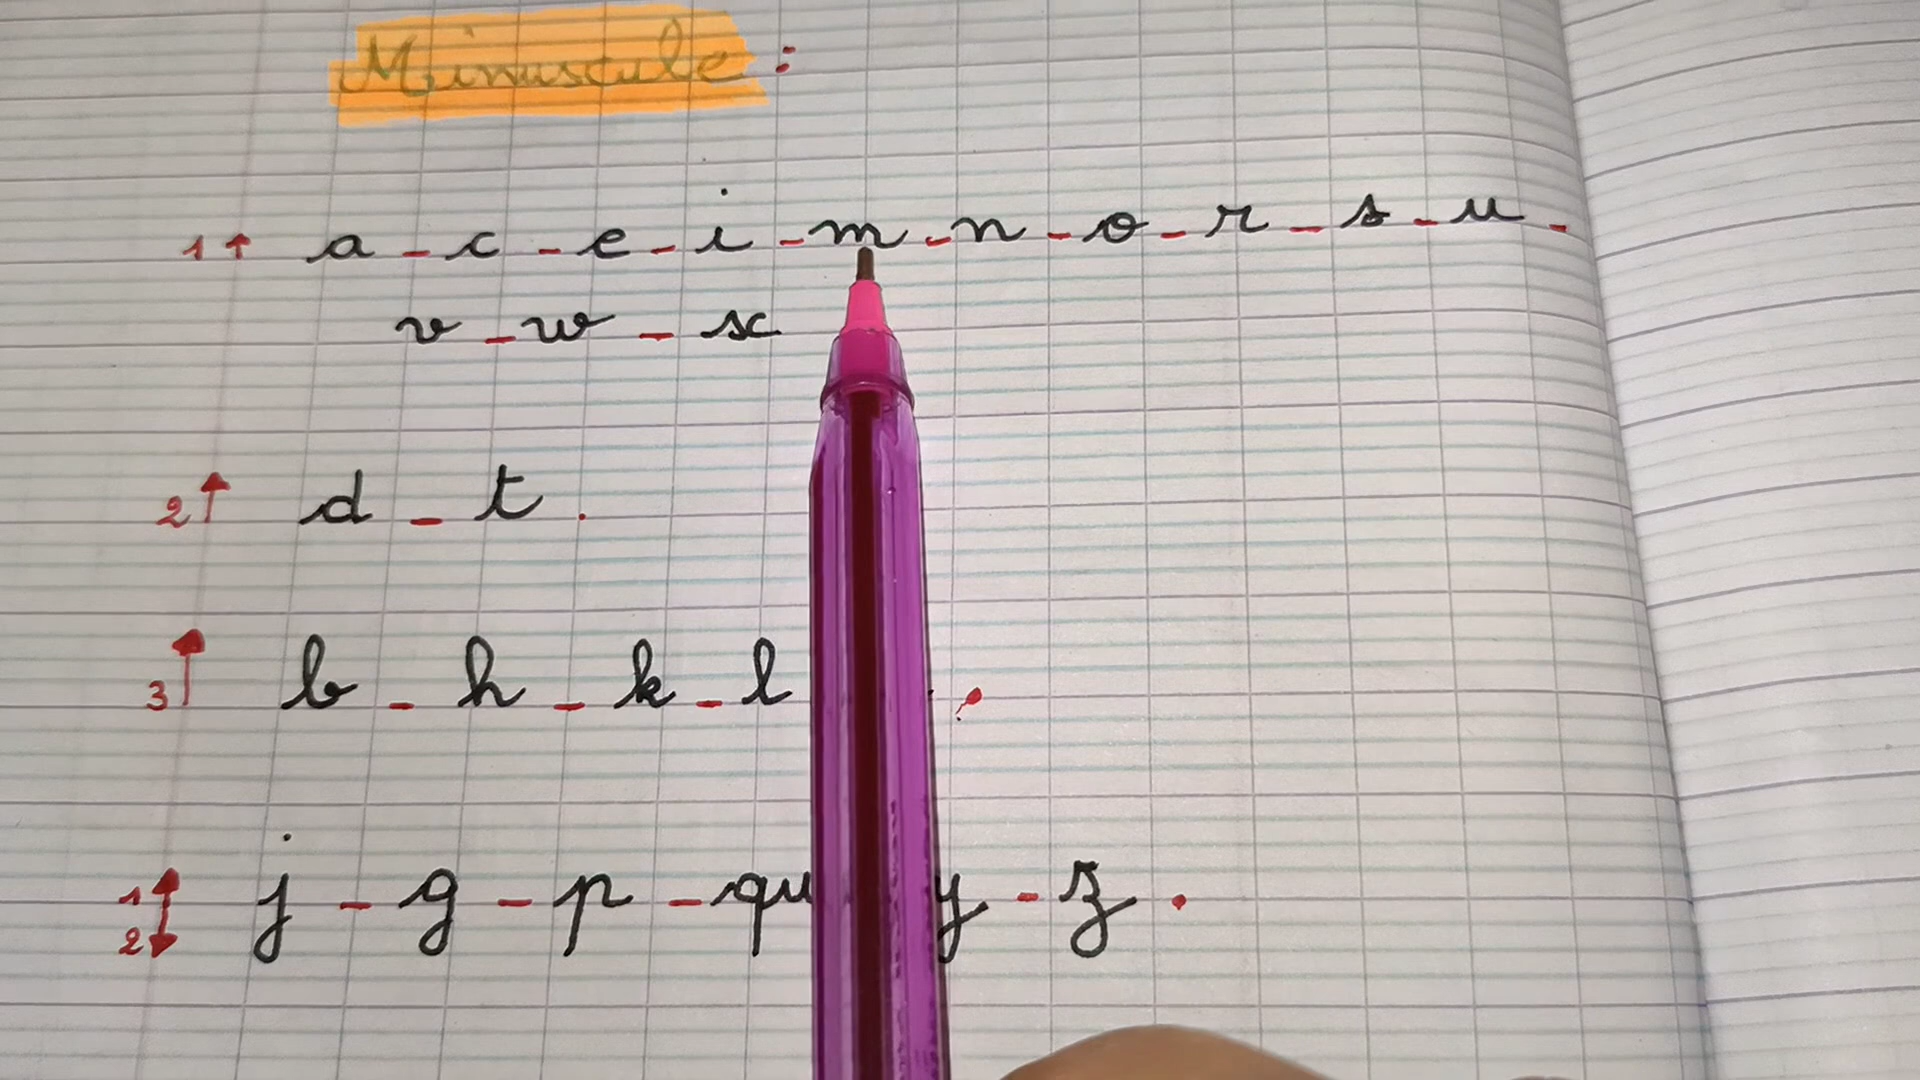 Minuscule :
1↑ a - c - e - i - m - n - o - r - s - u -
v - w - x
2↑ d - t .
3↑ b - h - k - l .
1↑ 2↓ j - g - p - qu y - z .